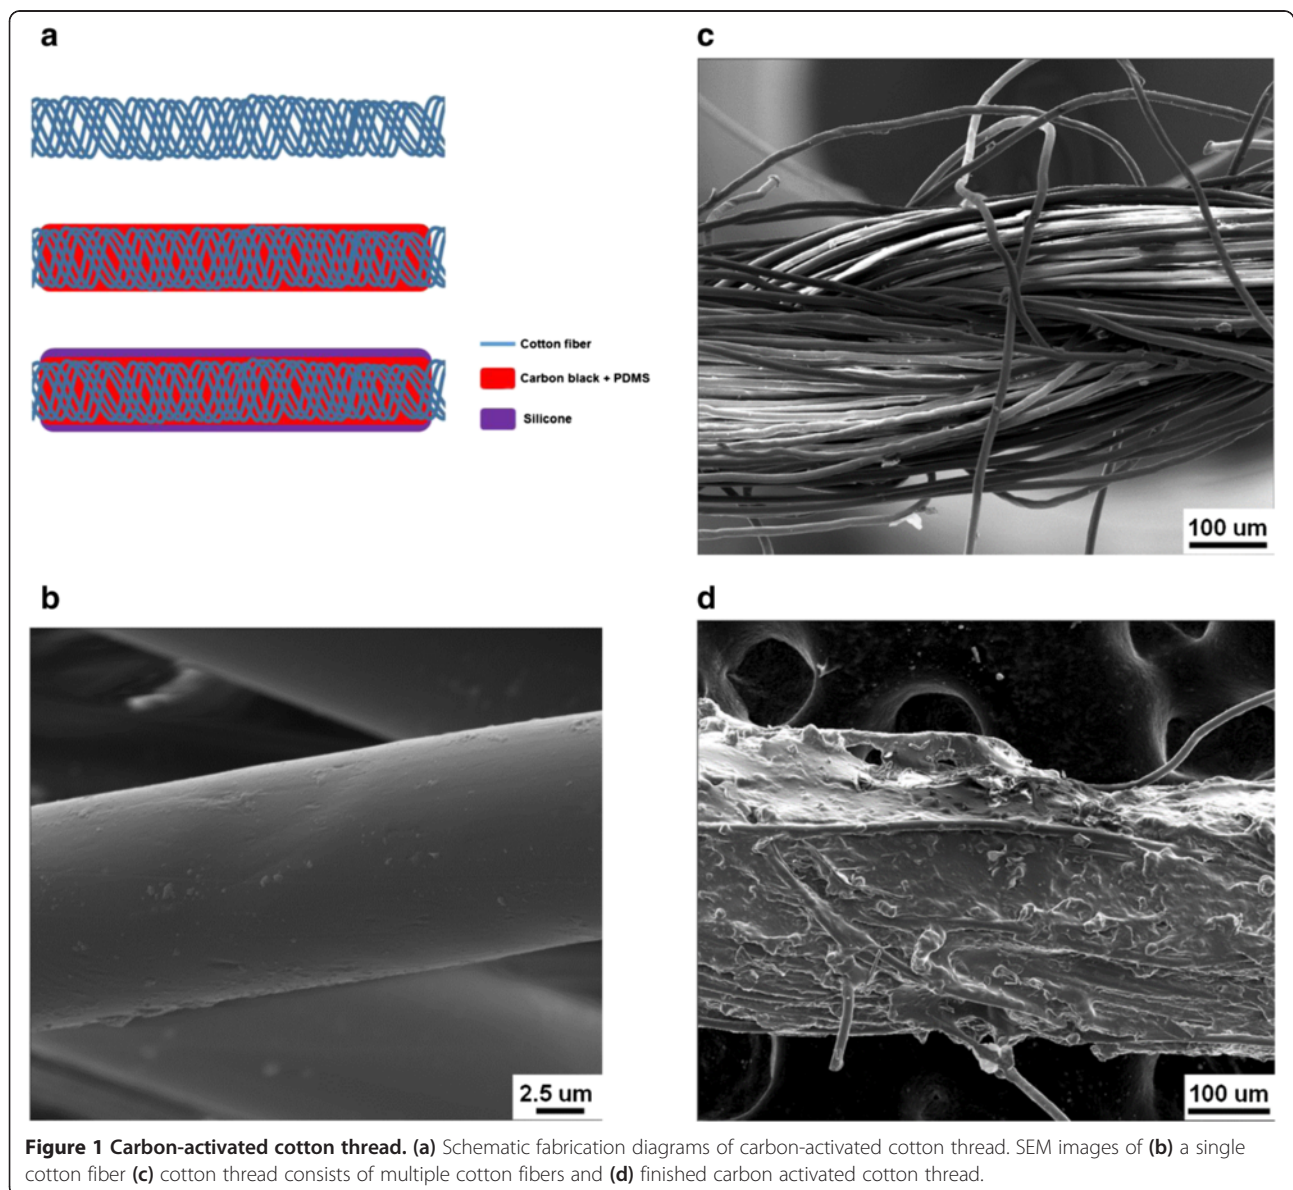 a
Cotton fiber
Carbon black + PDMS
Silicone
c
100 um
b
2.5 um
d
100 um
Figure 1 Carbon-activated cotton thread. (a) Schematic fabrication diagrams of carbon-activated cotton thread. SEM images of (b) a single
cotton fiber (c) cotton thread consists of multiple cotton fibers and (d) finished carbon activated cotton thread.